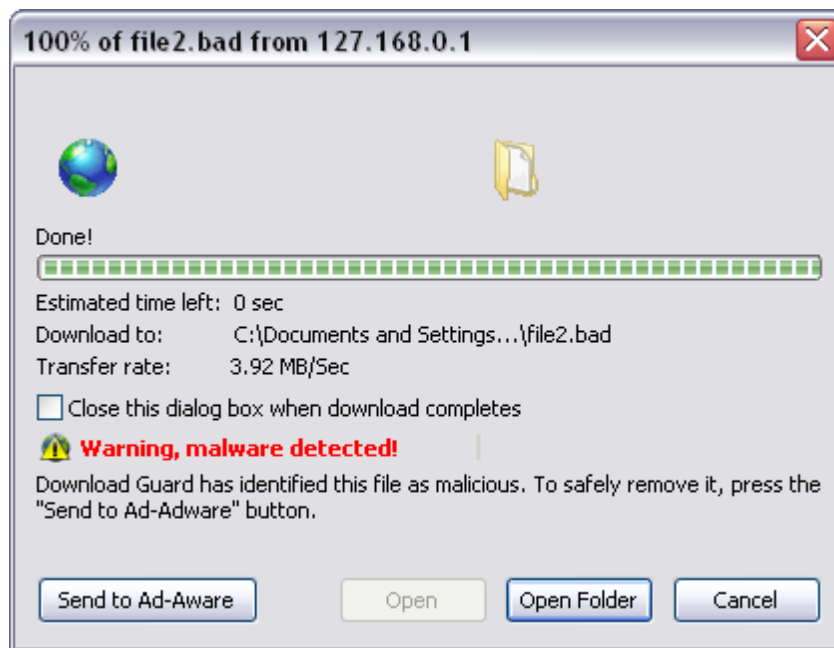 100% of file2.bad from 127.168.0.1
Done!
Estimated time left: 0 sec
Download to: C:\Documents and Settings...\file2.bad
Transfer rate: 3.92 MB/Sec
Close this dialog box when download completes
Warning, malware detected!
Download Guard has identified this file as malicious. To safely remove it, press the
"Send to Ad-Adware" button.
Send to Ad-Aware Open Open Folder Cancel